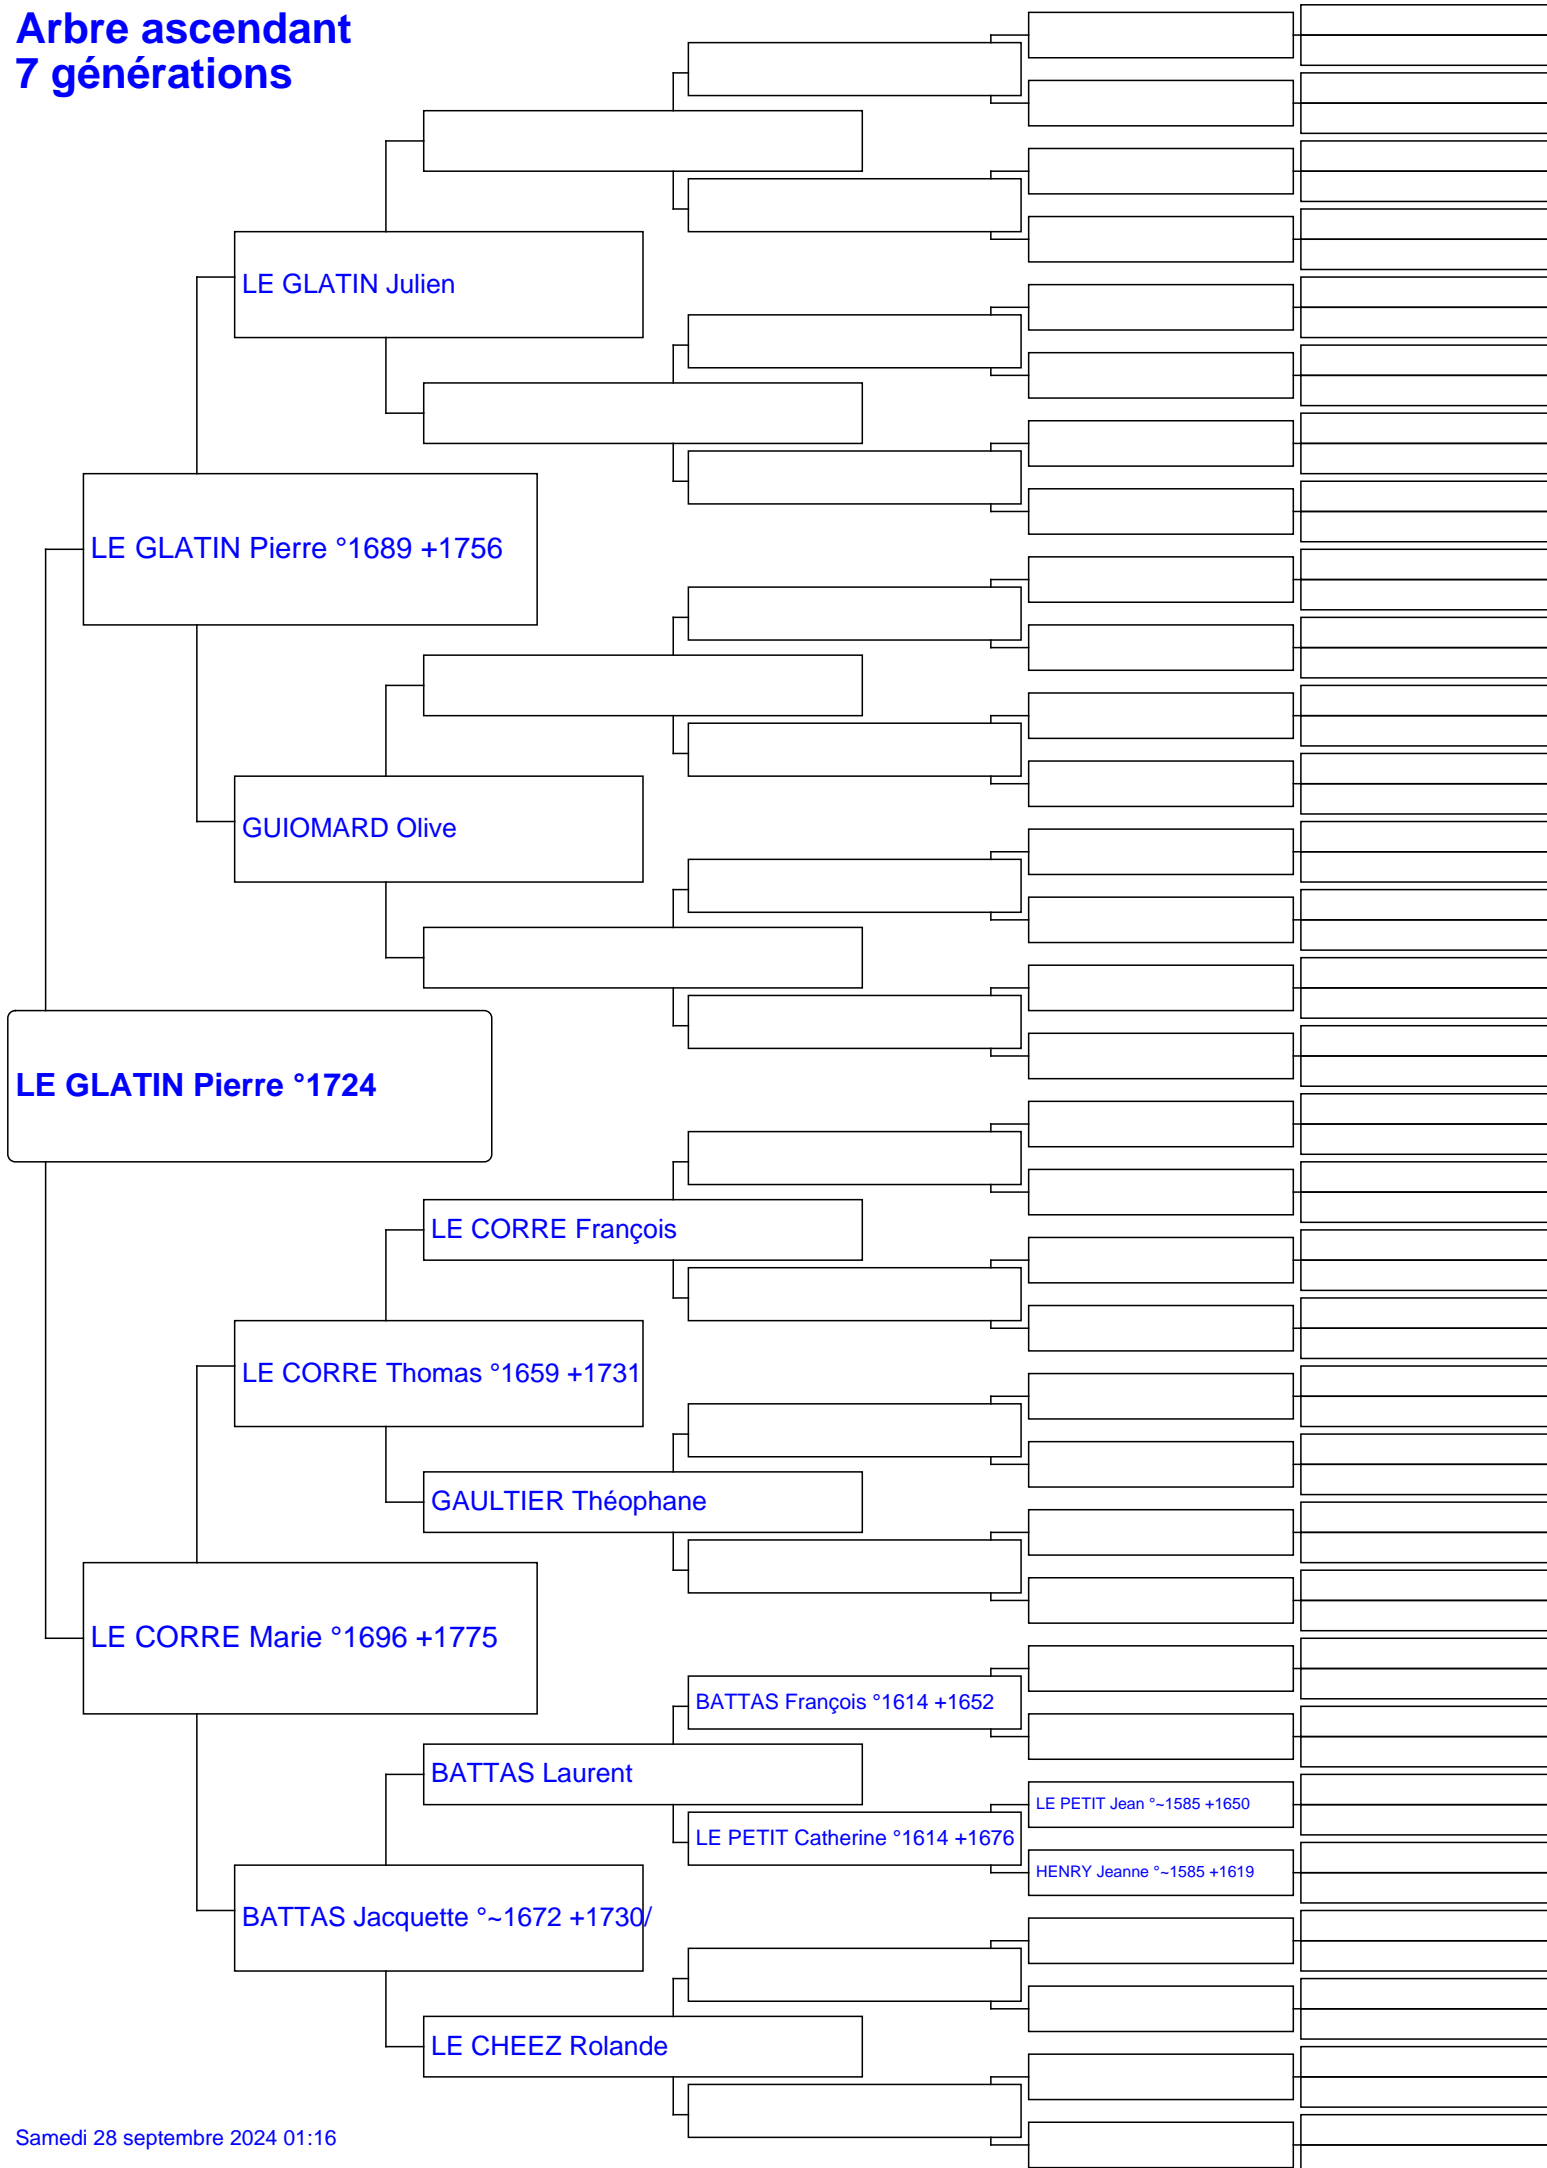 Arbre ascendant
7 générations
LE GLATIN Julien
LE GLATIN Pierre °1689 +1756
GUIOMARD Olive
LE GLATIN Pierre °1724
LE CORRE François
LE CORRE Thomas °1659 +1731
GAULTIER Théophane
LE CORRE Marie °1696 +1775
BATTAS François °1614 +1652
BATTAS Laurent
LE PETIT Jean °~1585 +1650
LE PETIT Catherine °1614 +1676
HENRY Jeanne °~1585 +1619
BATTAS Jacquette °~1672 +1730/
LE CHEEZ Rolande
Samedi 28 septembre 2024 01:16